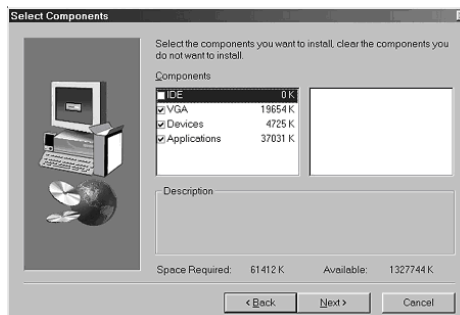 Select Components
Select the components you want to install, clear the components you
do not want to install.
Components
IDE 0 K
VGA 19654 K
Devices 4725 K
Applications 37031 K
Description
Space Required: 61412 K Available: 1327744 K
< Back Next > Cancel